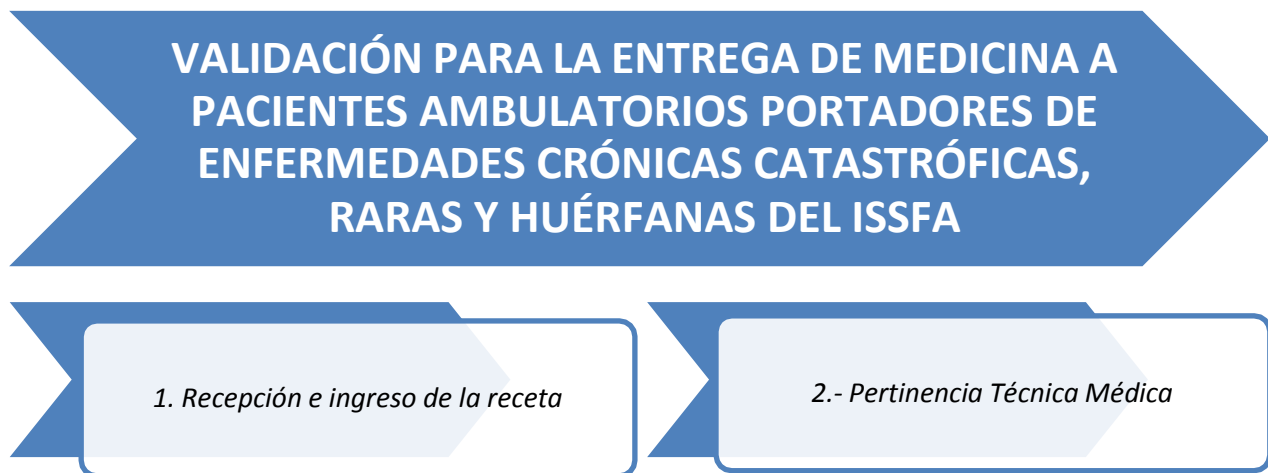 VALIDACIÓN PARA LA ENTREGA DE MEDICINA A
PACIENTES AMBULATORIOS PORTADORES DE
ENFERMEDADES CRÓNICAS CATASTRÓFICAS,
RARAS Y HUÉRFANAS DEL ISSFA
1. Recepción e ingreso de la receta
2.- Pertinencia Técnica Médica